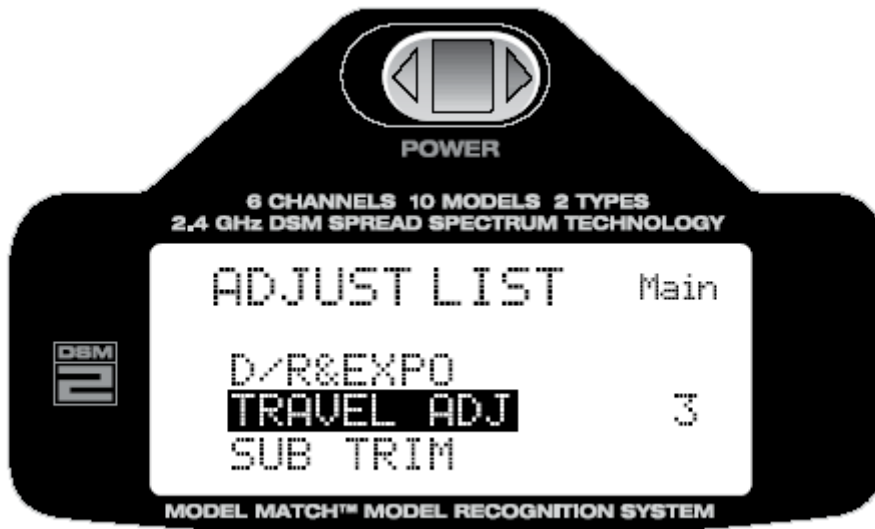 POWER
6 CHANNELS 10 MODELS 2 TYPES
2.4 GHz DSM SPREAD SPECTRUM TECHNOLOGY
ADJUST LIST Main
DSM
2
D/R&EXPO
TRAVEL ADJ 3
SUB TRIM
MODEL MATCH™ MODEL RECOGNITION SYSTEM